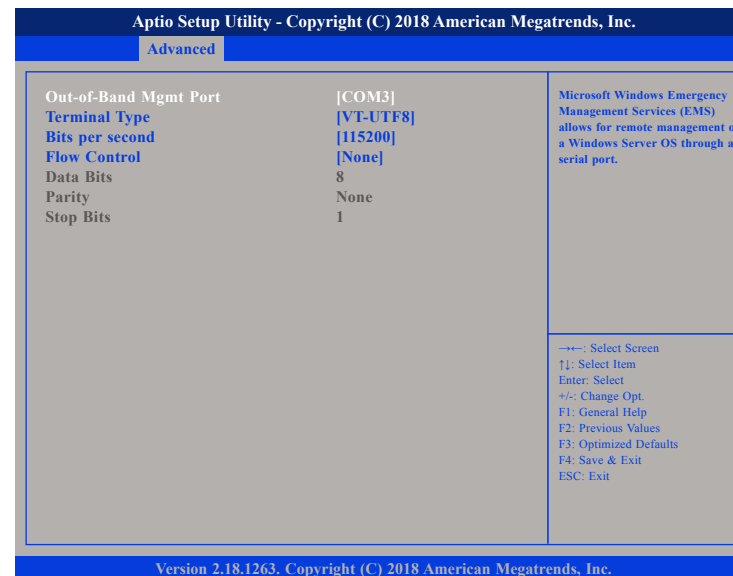 Aptio Setup Utility - Copyright (C) 2018 American Megatrends, Inc.
Advanced
Out-of-Band Mgmt Port [COM3]
Terminal Type [VT-UTF8]
Bits per second [115200]
Flow Control [None]
Data Bits 8
Parity None
Stop Bits 1
Microsoft Windows Emergency
Management Services (EMS)
allows for remote management o
a Windows Server OS through a
serial port.
→←: Select Screen
↑↓: Select Item
Enter: Select
+/-: Change Opt.
F1: General Help
F2: Previous Values
F3: Optimized Defaults
F4: Save & Exit
ESC: Exit
Version 2.18.1263. Copyright (C) 2018 American Megatrends, Inc.